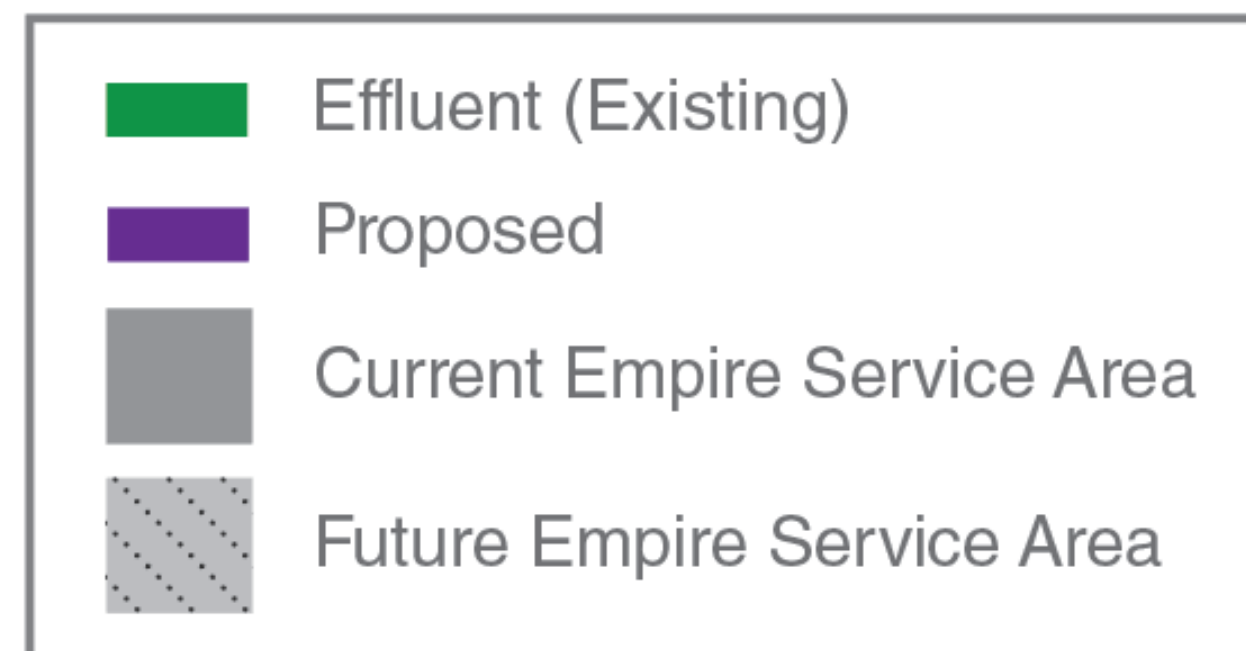 Effluent (Existing)
Proposed
Current Empire Service Area
Future Empire Service Area